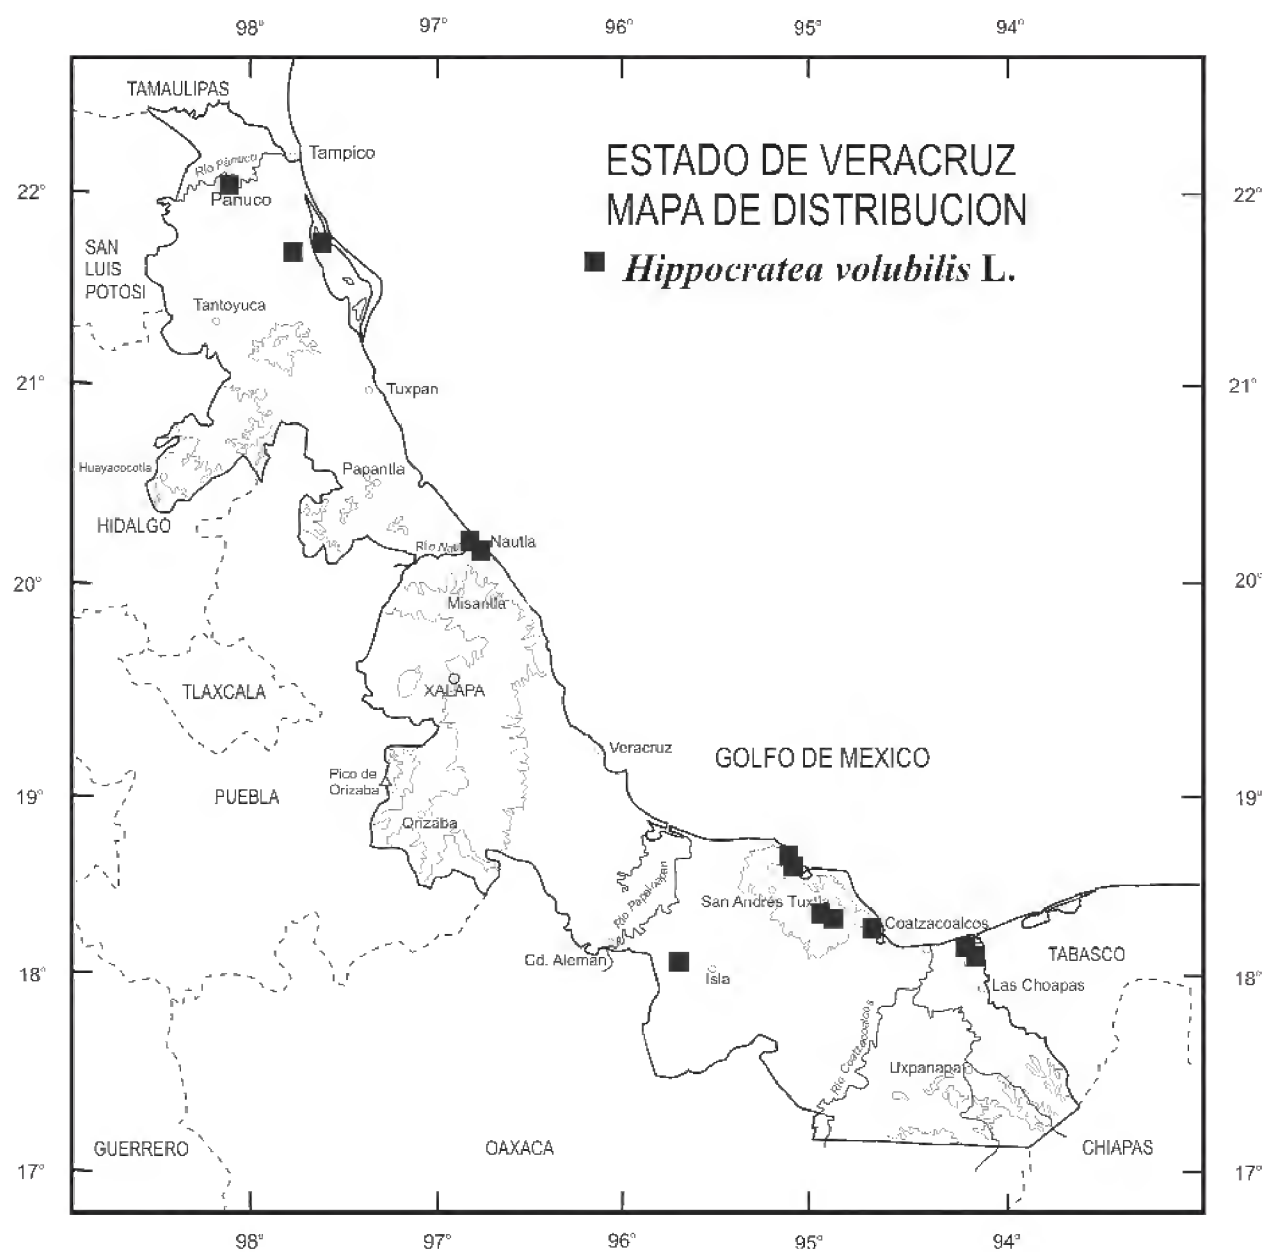 98° 97° 96° 95° 94°
TAMAULIPAS
Tampico
Río Pánuco
ESTADO DE VERACRUZ
22° Pánuco 22°
MAPA DE DISTRIBUCION
SAN
LUIS
POTOSI
Hippocratea volubilis L.
Tantoyuca
21° Tuxpan 21°
Huayacocotla Papantla
HIDALGO
Río Nautla Nautla
20° 20°
Misantla
TLAXCALA XALAPA
Veracruz
GOLFO DE MEXICO
Pico de
Orizaba
19° PUEBLA 19°
Orizaba
Río Papaloapan
San Andrés Tuxtla
Coatzacoalcos
TABASCO
Cd. Alemán
18° Isla 18°
Las Choapas
Río Coatzacoalcos
Uxpanapa
GUERRERO OAXACA CHIAPAS
17° 17°
98° 97° 96° 95° 94°